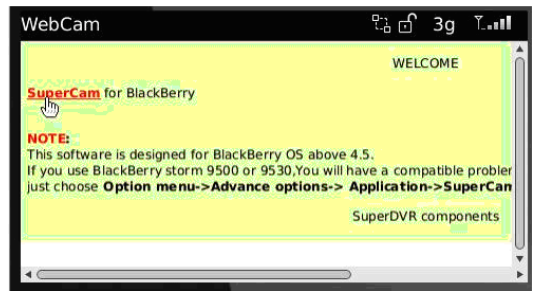 WebCam 3g
WELCOME
SuperCam for BlackBerry
NOTE:
This software is designed for BlackBerry OS above 4.5.
If you use BlackBerry storm 9500 or 9530,You will have a compatible probler
just choose Option menu->Advance options-> Application->SuperCam
SuperDVR components